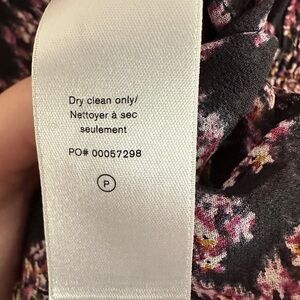 Dry clean only/
Nettoyer à sec
seulement
PO# 00057298
P